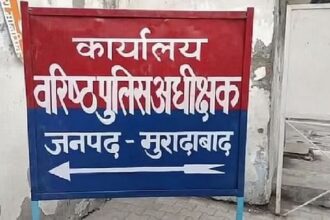 कार्यालय
वरिष्ठ पुलिस अधीक्षक
जनपद - मुरादाबाद